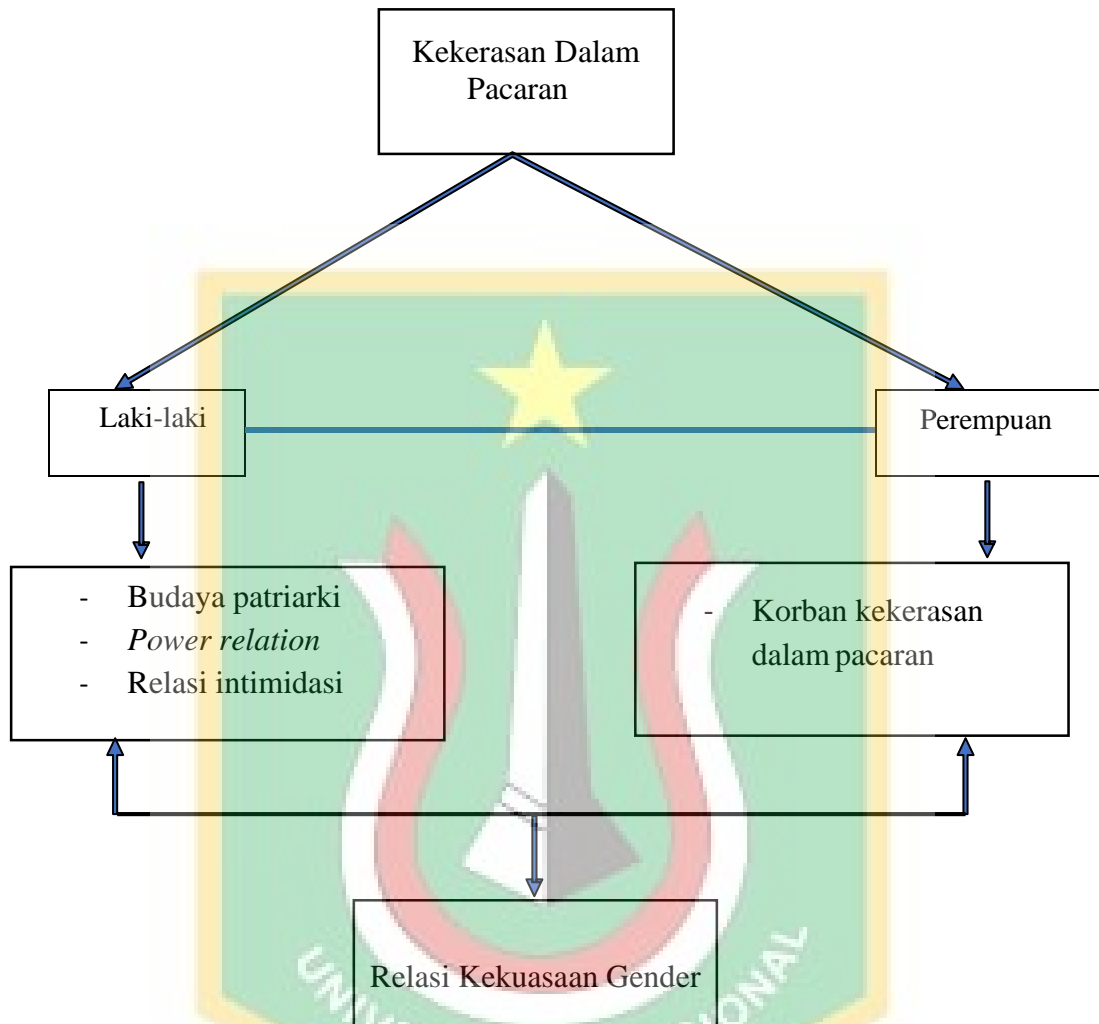 Kekerasan Dalam
Pacaran
Laki-laki
Perempuan
- Budaya patriarki
- Power relation
- Relasi intimidasi
- Korban kekerasan
dalam pacaran
Relasi Kekuasaan Gender